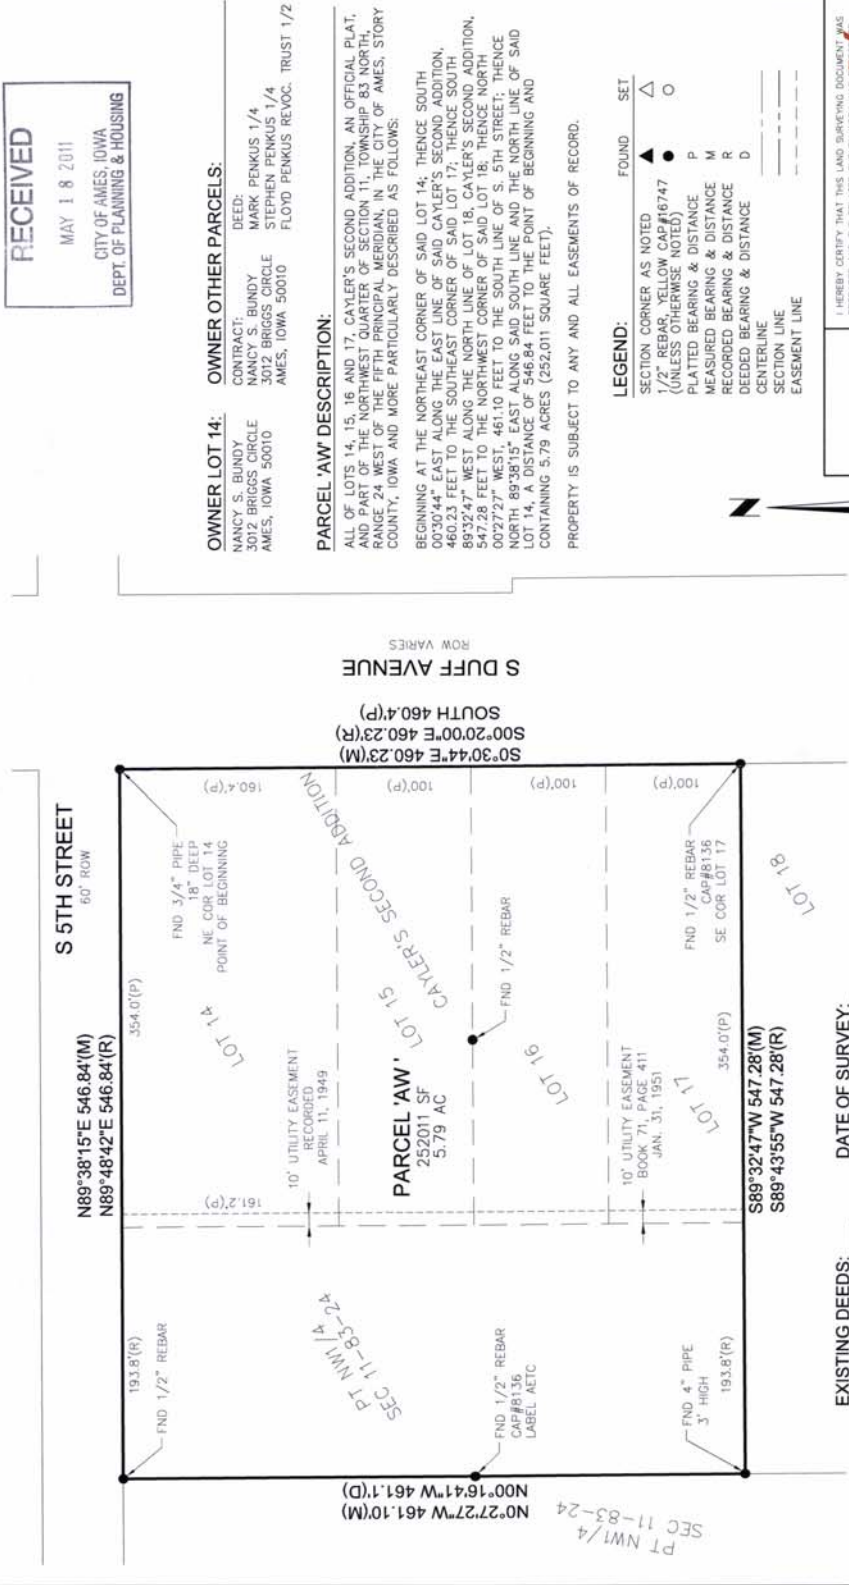 RECEIVED
MAY 18 2011
CITY OF AMES, IOWA
DEPT. OF PLANNING & HOUSING
OWNER LOT 14:
NANCY S. BUNDY
3012 BRIGGS CIRCLE
AMES, IOWA 50010
OWNER OTHER PARCELS:
CONTRACT:
NANCY S. BUNDY
3012 BRIGGS CIRCLE
AMES, IOWA 50010
DEED:
MARK PENKUS 1/4
STEPHEN PENKUS 1/4
FLOYD PENKUS REVOC. TRUST 1/2
PARCEL 'AW' DESCRIPTION:
ALL OF LOTS 14, 15, 16 AND 17, CAYLER'S SECOND ADDITION, AN OFFICIAL PLAT,
AND PART OF THE NORTHWEST QUARTER OF SECTION 11, TOWNSHIP 83 NORTH,
RANGE 24 WEST OF THE FIFTH PRINCIPAL MERIDIAN, IN THE CITY OF AMES, STORY
COUNTY, IOWA AND MORE PARTICULARLY DESCRIBED AS FOLLOWS:
BEGINNING AT THE NORTHEAST CORNER OF SAID LOT 14; THENCE SOUTH
00°30'44" EAST ALONG THE EAST LINE OF SAID CAYLER'S SECOND ADDITION,
460.23 FEET TO THE SOUTHEAST CORNER OF SAID LOT 17; THENCE SOUTH
89°32'47" WEST ALONG THE NORTH LINE OF LOT 18, CAYLER'S SECOND ADDITION,
547.28 FEET TO THE NORTHWEST CORNER OF SAID LOT 18; THENCE NORTH
00°27'27" WEST, 461.10 FEET TO THE SOUTH LINE OF S. 5TH STREET; THENCE
NORTH 89°38'15" EAST ALONG SAID SOUTH LINE AND THE NORTH LINE OF SAID
LOT 14, A DISTANCE OF 546.84 FEET TO THE POINT OF BEGINNING AND
CONTAINING 5.79 ACRES (252,011 SQUARE FEET).
PROPERTY IS SUBJECT TO ANY AND ALL EASEMENTS OF RECORD.
LEGEND:
FOUND SET
SECTION CORNER AS NOTED
1/2" REBAR, YELLOW CAP#16747
(UNLESS OTHERWISE NOTED)
PLATTED BEARING & DISTANCE P
MEASURED BEARING & DISTANCE M
RECORDED BEARING & DISTANCE R
DEEDED BEARING & DISTANCE D
CENTERLINE
SECTION LINE
EASEMENT LINE
N
I HEREBY CERTIFY THAT THIS LAND SURVEYING DOCUMENT WAS
S 5TH STREET
60' ROW
N89°38'15"E 546.84'(M)
N89°48'42"E 546.84'(R)
193.8'(R)
354.0'(P)
FND 1/2" REBAR
FND 3/4" PIPE
18" DEEP
NE COR LOT 14
POINT OF BEGINNING
LOT 14
160.4'(P)
161.2'(P)
10' UTILITY EASEMENT
RECORDED
APRIL 11, 1949
PT NW1/4
SEC 11-83-24
CAYLER'S SECOND ADDITION
LOT 15
100'(P)
PARCEL 'AW'
252011 SF
5.79 AC
FND 1/2" REBAR
LOT 16
100'(P)
FND 1/2" REBAR
CAP#8136
LABEL AETC
10' UTILITY EASEMENT
BOOK 71, PAGE 411
JAN. 31, 1951
LOT 17
100'(P)
FND 1/2" REBAR
CAP#8136
SE COR LOT 17
FND 4" PIPE
3' HIGH
193.8'(R)
354.0'(P)
LOT 18
S89°32'47"W 547.28'(M)
S89°43'55"W 547.28'(R)
S DUFF AVENUE
ROW VARIES
SOUTH 460.4'(P)
S00°20'00"E 460.23'(R)
S0°30'44"E 460.23'(M)
N00°16'41"W 461.1'(D)
N0°27'27"W 461.10'(M)
PT NW1/4
SEC 11-83-24
EXISTING DEEDS:
DATE OF SURVEY: